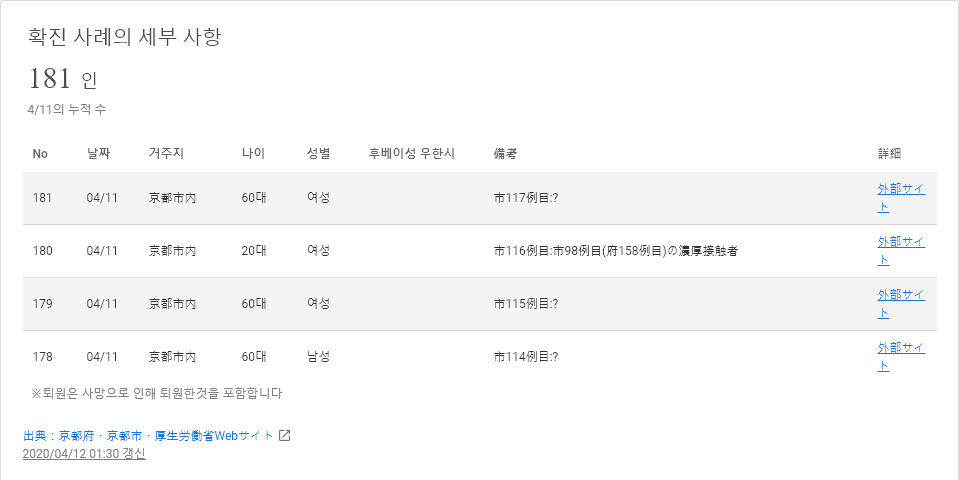 확진 사례의 세부 사항
181 인
4/11의 누적 수
No 날짜 거주지 나이 성별 후베이성 우한시 備考 詳細
181 04/11 京都市内 60대 여성 市117例目:? 外部サイ
ト
180 04/11 京都市内 20대 여성 市116例目:市98例目(府158例目)の濃厚接触者 外部サイ
ト
179 04/11 京都市内 60대 여성 市115例目:? 外部サイ
ト
178 04/11 京都市内 60대 남성 市114例目:? 外部サイ
ト
※퇴원은 사망으로 인해 퇴원한것을 포함합니다
出典：京都府・京都市・厚生労働省Webサイト
2020/04/12 01:30 갱신